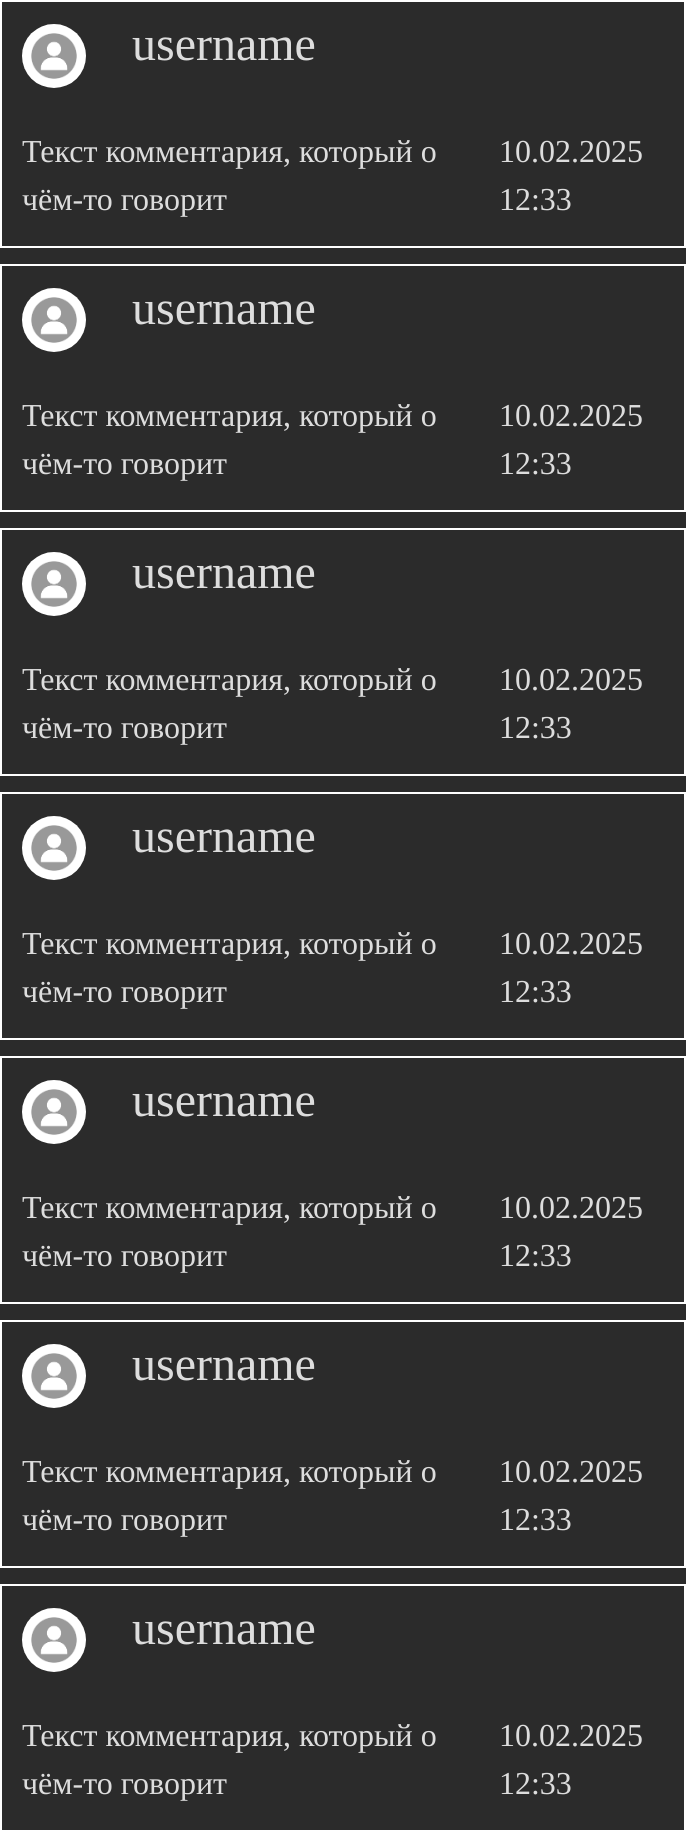 username
Текст комментария, который о
чём-то говорит
10.02.2025
12:33
username
Текст комментария, который о
чём-то говорит
10.02.2025
12:33
username
Текст комментария, который о
чём-то говорит
10.02.2025
12:33
username
Текст комментария, который о
чём-то говорит
10.02.2025
12:33
username
Текст комментария, который о
чём-то говорит
10.02.2025
12:33
username
Текст комментария, который о
чём-то говорит
10.02.2025
12:33
username
Текст комментария, который о
чём-то говорит
10.02.2025
12:33